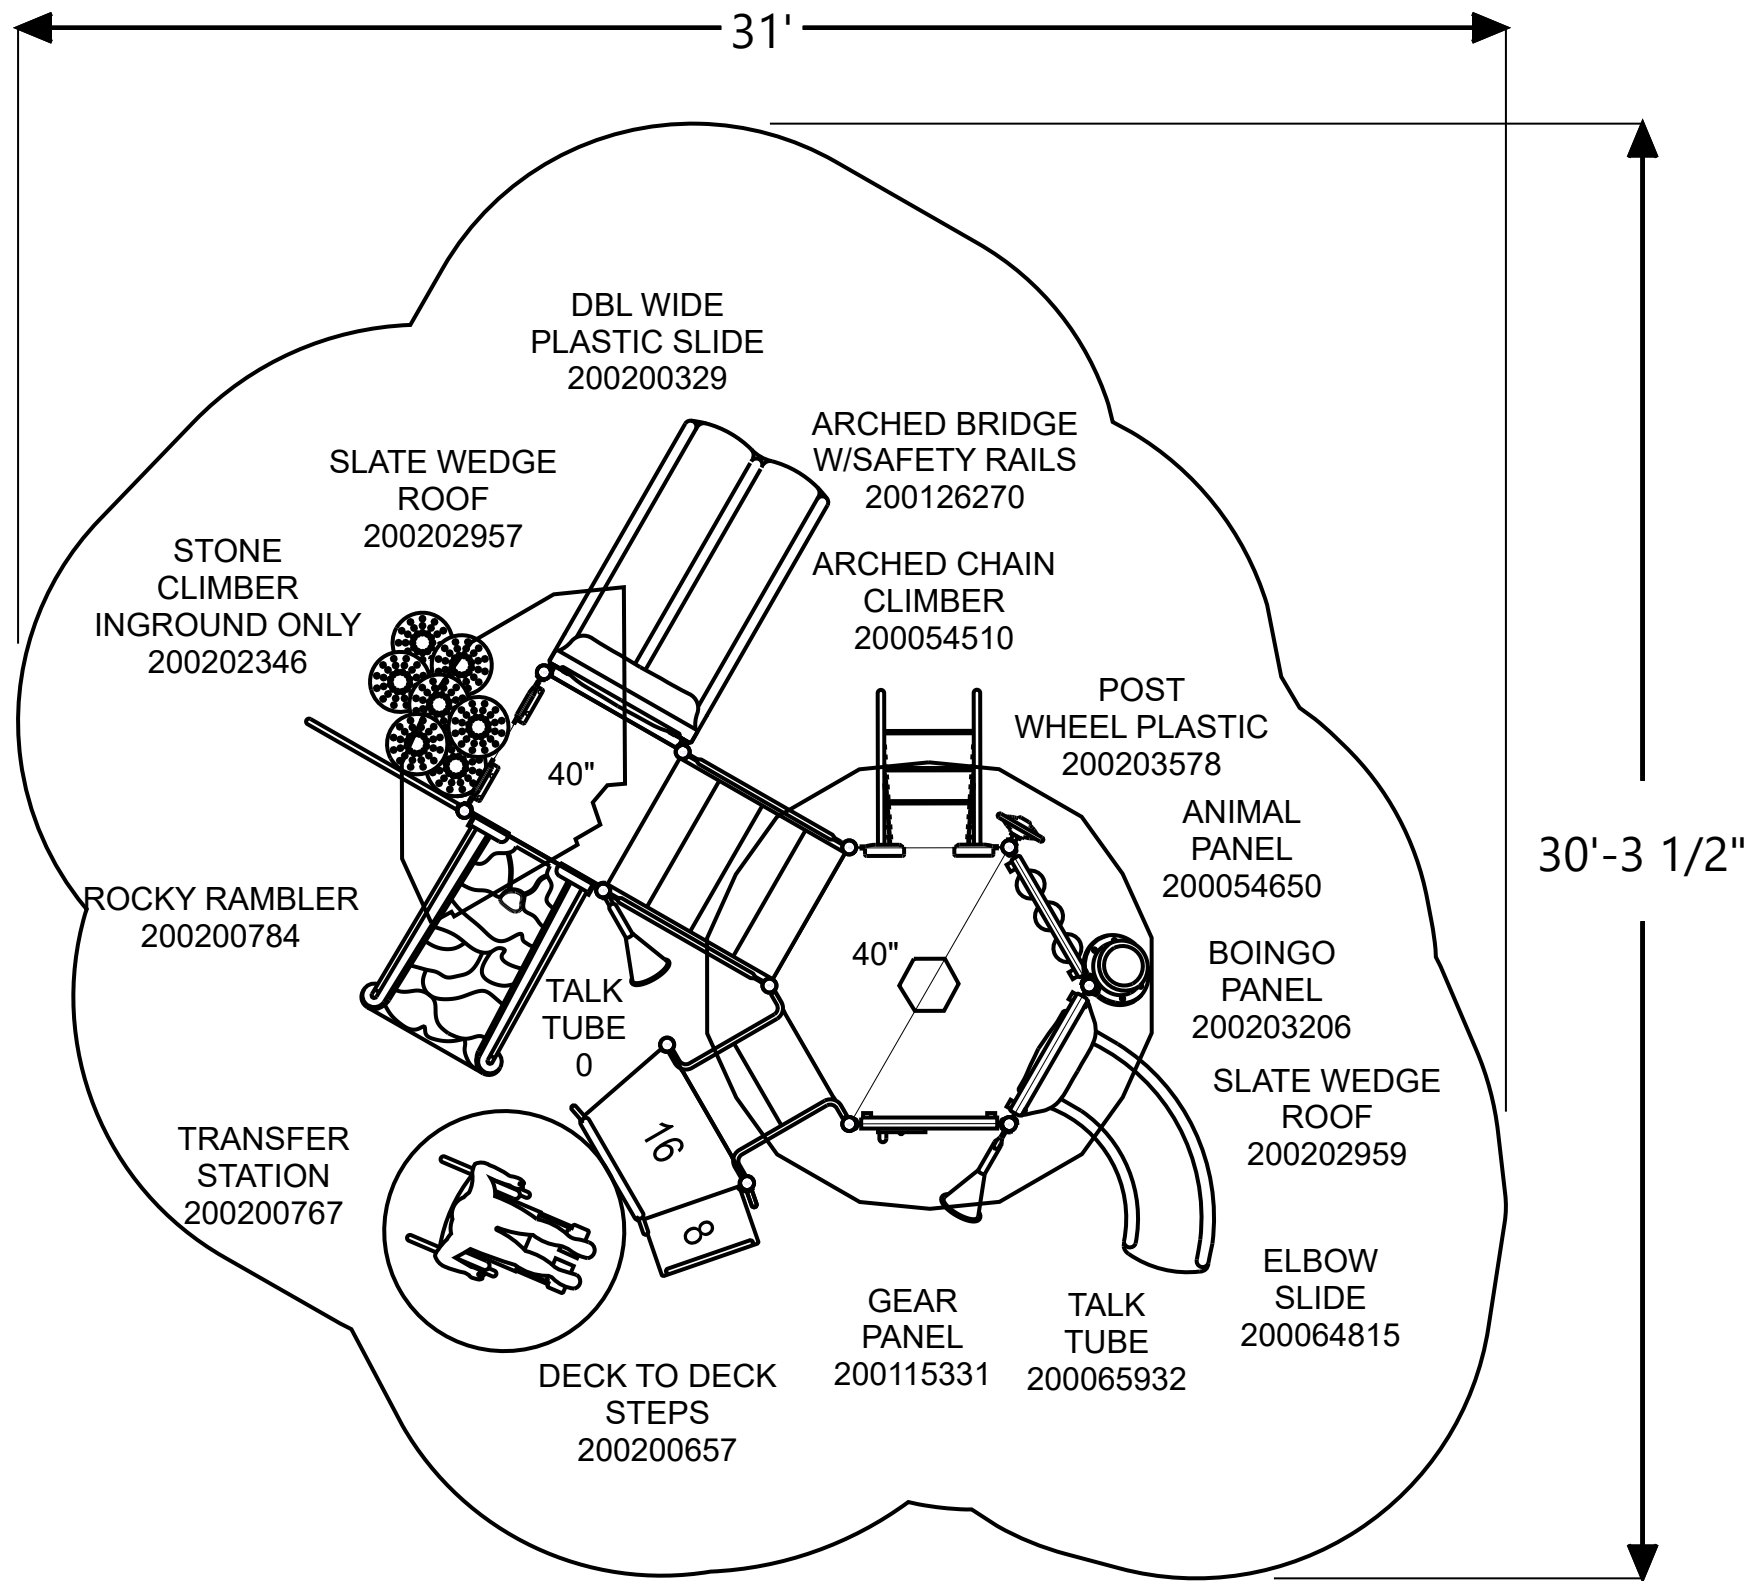 31'
DBL WIDE
PLASTIC SLIDE
200200329
ARCHED BRIDGE
W/SAFETY RAILS
200126270
SLATE WEDGE
ROOF
200202957
STONE
CLIMBER
INGROUND ONLY
200202346
ARCHED CHAIN
CLIMBER
200054510
POST
WHEEL PLASTIC
200203578
40"
ANIMAL
PANEL
200054650
30'-3 1/2"
ROCKY RAMBLER
200200784
40"
BOINGO
PANEL
200203206
TALK
TUBE
0
SLATE WEDGE
ROOF
200202959
16
TRANSFER
STATION
200200767
8
ELBOW
SLIDE
200064815
GEAR
PANEL
200115331
TALK
TUBE
200065932
DECK TO DECK
STEPS
200200657